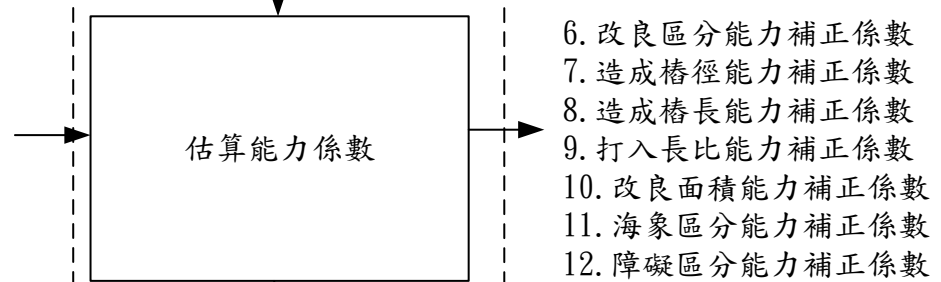 估算能力係數
6.改良區分能力補正係數
7.造成樁徑能力補正係數
8.造成樁長能力補正係數
9.打入長比能力補正係數
10.改良面積能力補正係數
11.海象區分能力補正係數
12.障礙區分能力補正係數